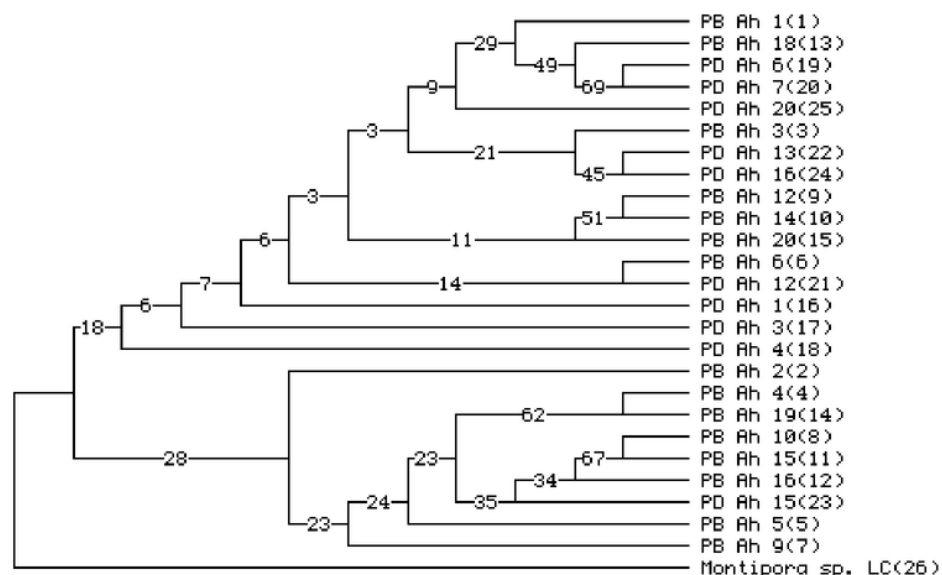 PB Ah 1(1)
29
PB Ah 18(13)
49
PD Ah 6(19)
9
69
PD Ah 7(20)
PD Ah 20(25)
3
PB Ah 3(3)
21
PD Ah 13(22)
45
PD Ah 16(24)
3
PB Ah 12(9)
51
PB Ah 14(10)
6
11
PB Ah 20(15)
PB Ah 6(6)
7
14
PD Ah 12(21)
6
PD Ah 1(16)
18
PD Ah 3(17)
PD Ah 4(18)
PB Ah 2(2)
PB Ah 4(4)
62
PB Ah 19(14)
PB Ah 10(8)
28
23
67
PB Ah 15(11)
34
PB Ah 16(12)
24
35
PD Ah 15(23)
23
PB Ah 5(5)
PB Ah 9(7)
Montipora sp. LC(26)